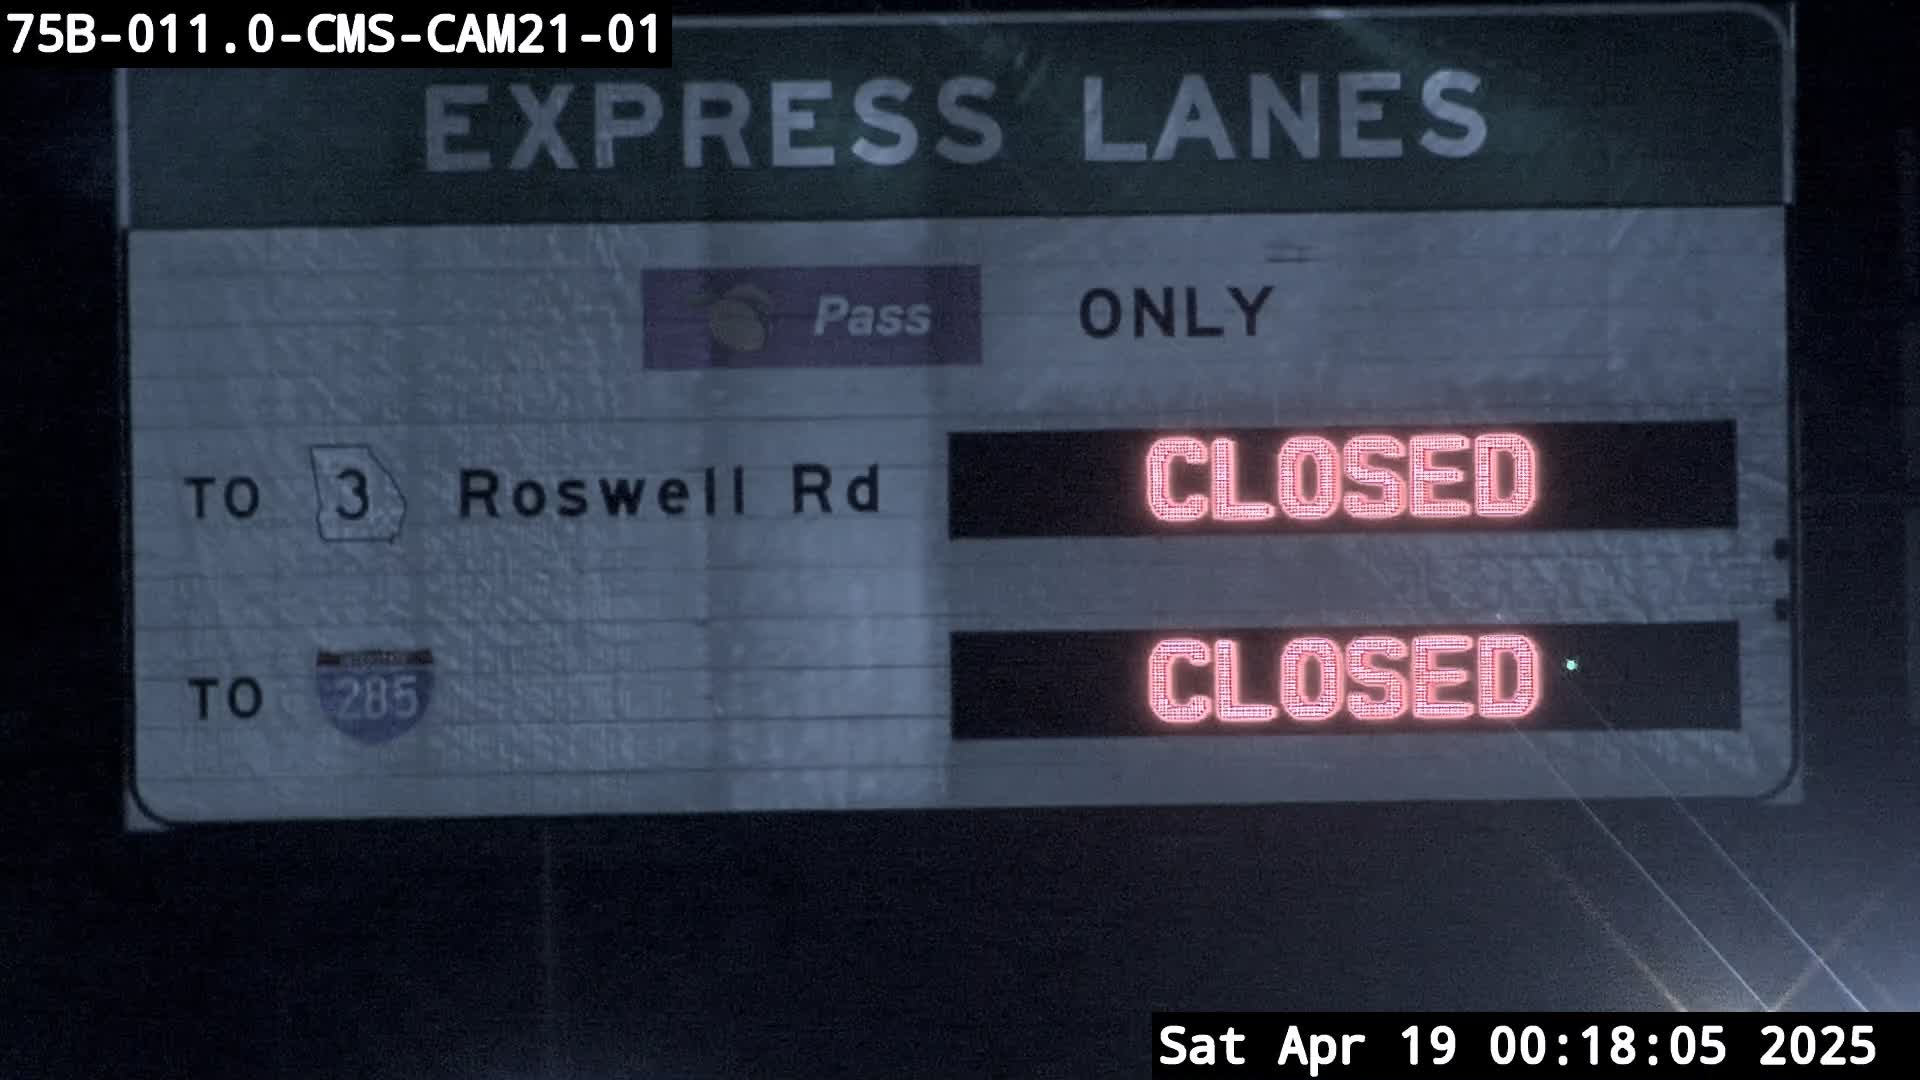 75B-011.0-CMS-CAM21-01
EXPRESS LANES
Pass ONLY
TO 3 Roswell Rd CLOSED
TO 285 CLOSED
Sat Apr 19 00:18:05 2025